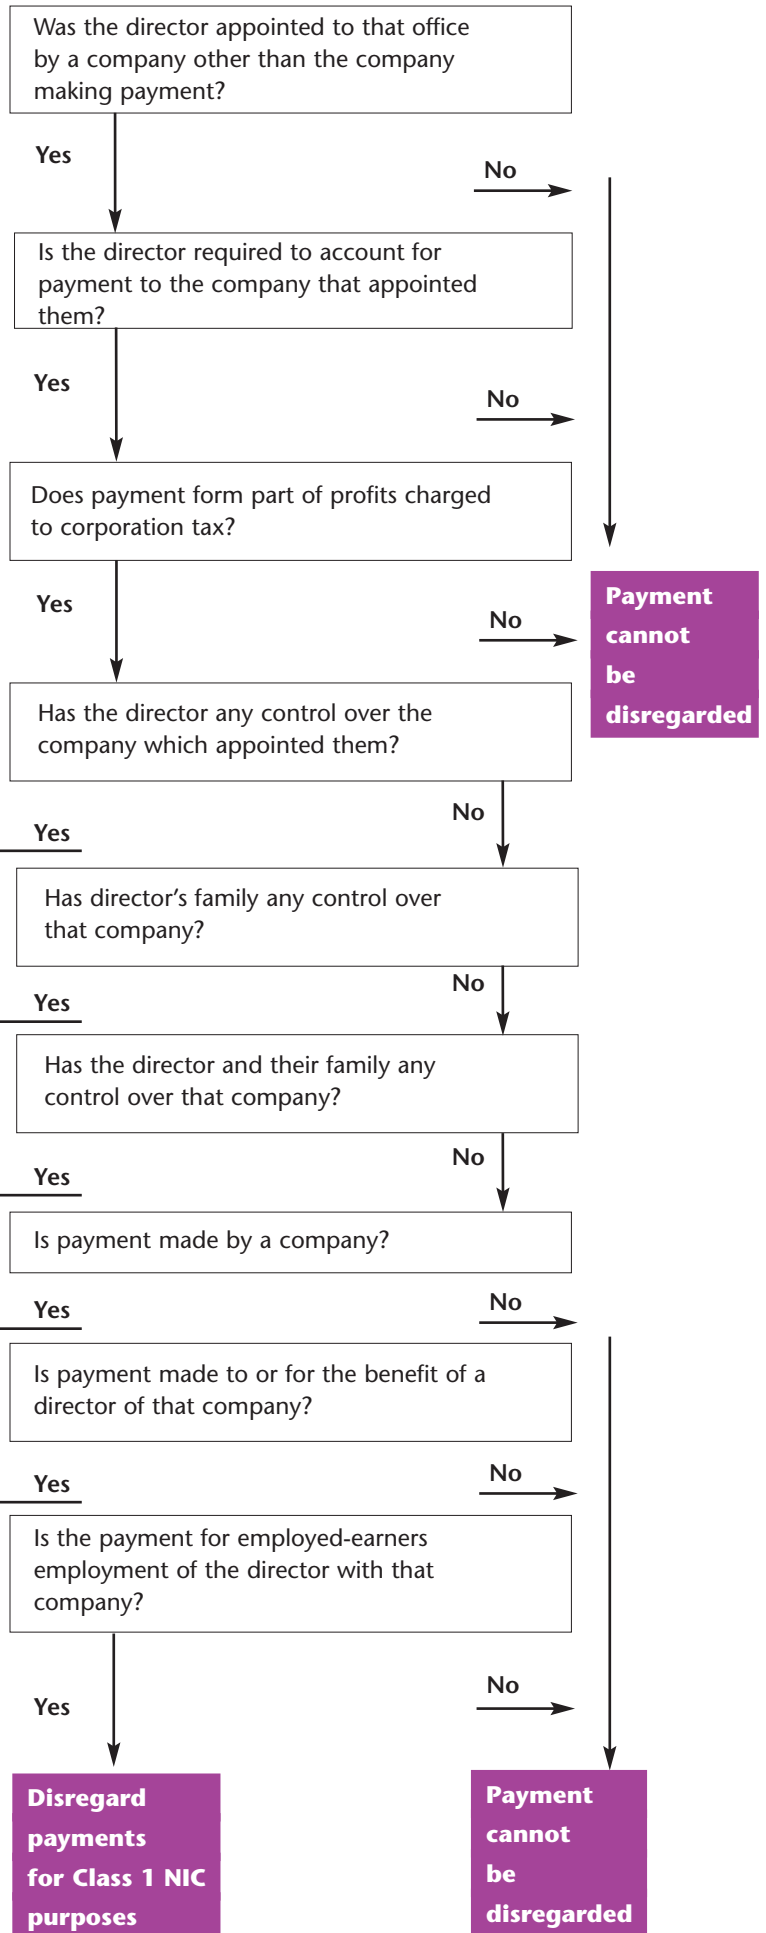 Was the director appointed to that office
by a company other than the company
making payment?
Yes
No
Is the director required to account for
payment to the company that appointed
them?
Yes
No
Does payment form part of profits charged
to corporation tax?
Yes
No
Payment
cannot
be
disregarded
Has the director any control over the
company which appointed them?
No
Yes
Has director's family any control over
that company?
No
Yes
Has the director and their family any
control over that company?
No
Yes
Is payment made by a company?
Yes
No
Is payment made to or for the benefit of a
director of that company?
Yes
No
Is the payment for employed-earners
employment of the director with that
company?
Yes
No
Disregard
payments
for Class 1 NIC
purposes
Payment
cannot
be
disregarded